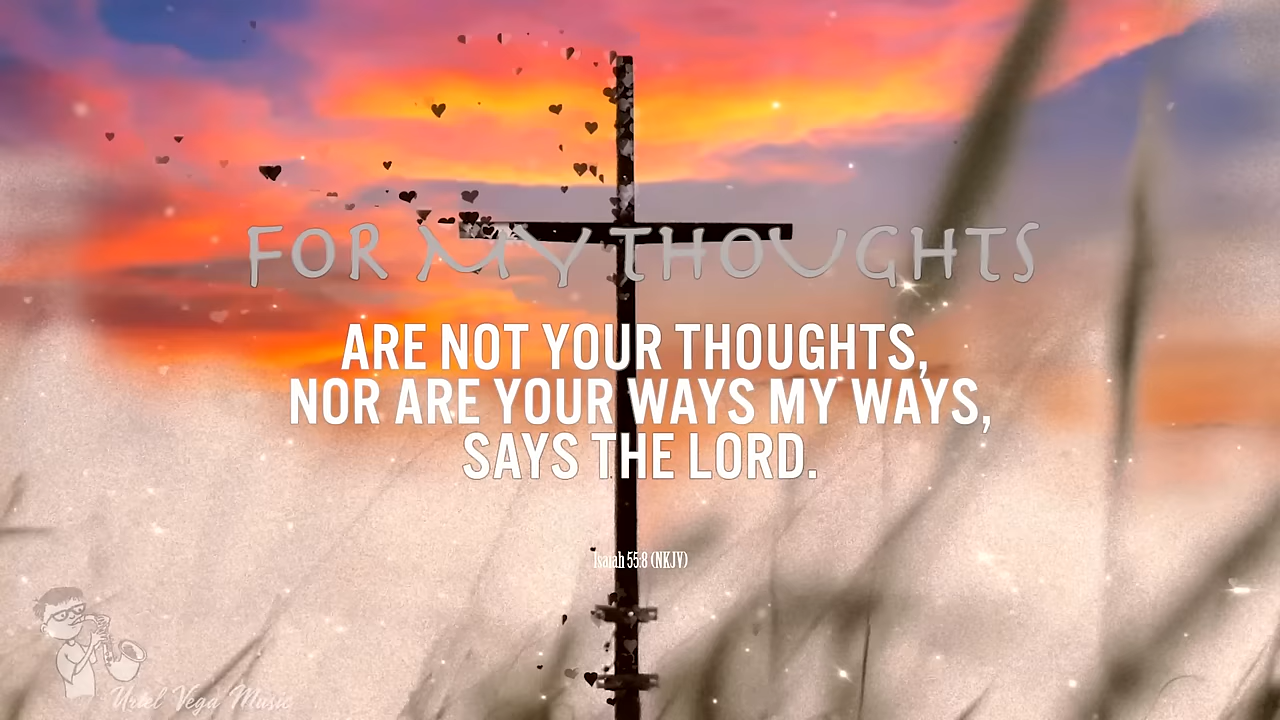 FOR MY THOUGHTS
ARE NOT YOUR THOUGHTS,
NOR ARE YOUR WAYS MY WAYS,
SAYS THE LORD.
Isaiah 55:8 (NKJV)
Uriel Vega Music